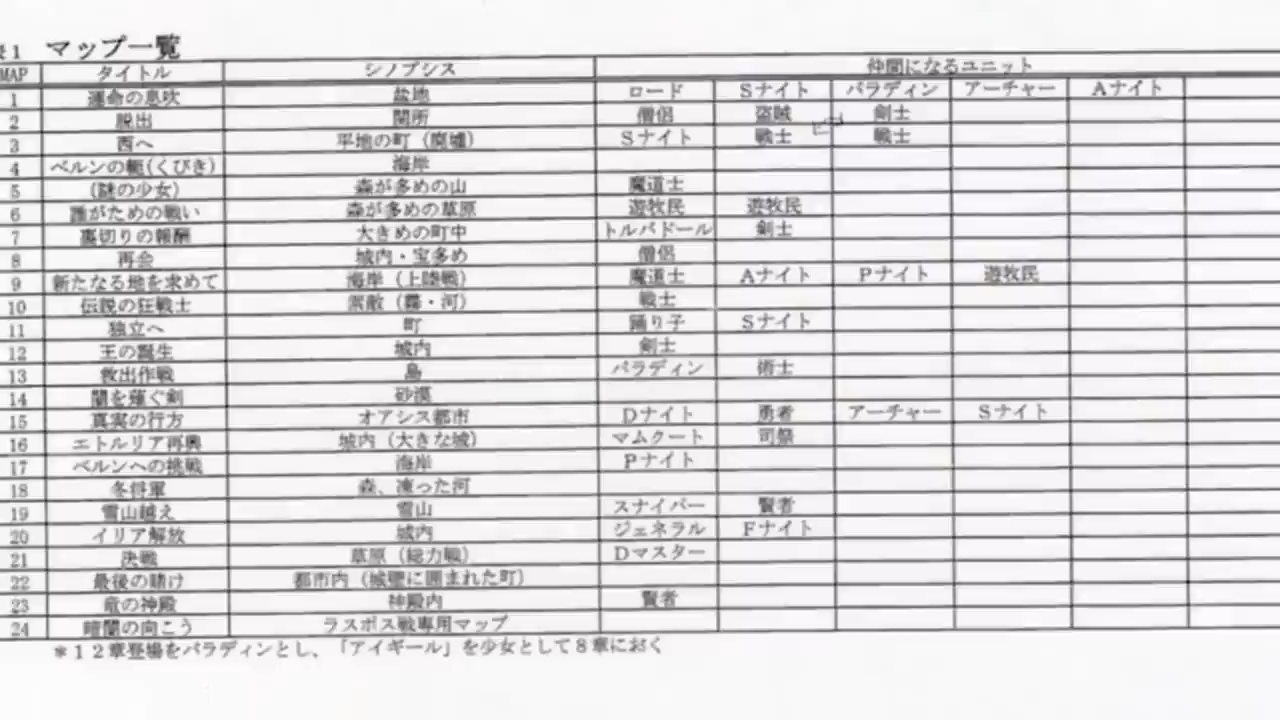 表1 マップ一覧
MAP タイトル シノプシス 仲間になるユニット
1 運命の息吹 盆地 ロード Sナイト パラディン アーチャー Aナイト
2 脱出 関所 僧侶 盗賊 剣士
3 西へ 平地の町（廃墟） Sナイト 戦士 戦士
4 ベルンの軛(くびき) 海岸
5 (謎の少女) 森が多めの山 魔道士
6 誰がための戦い 森が多めの草原 遊牧民 遊牧民
7 裏切りの報酬 大きめの町中 トルバドール 剣士
8 再会 城内・宝多め 僧侶
9 新たなる地を求めて 海岸（上陸戦） 魔道士 Aナイト Pナイト 遊牧民
10 伝説の狂戦士 索敵（霧・河） 戦士
11 独立へ 町 踊り子 Sナイト
12 王の誕生 城内 剣士
13 救出作戦 島 パラディン 術士
14 闇を薙ぐ剣 砂漠
15 真実の行方 オアシス都市 Dナイト 勇者 アーチャー Sナイト
16 エトルリア再興 城内（大きな城） マムクート 司祭
17 ベルンへの挑戦 海岸 Pナイト
18 冬将軍 森、凍った河
19 雪山越え 雪山 スナイパー 賢者
20 イリア解放 城内 ジェネラル Fナイト
21 決戦 草原（総力戦） Dマスター
22 最後の賭け 都市内（城壁に囲まれた町）
23 竜の神殿 神殿内 賢者
24 暗闇の向こう ラスボス戦専用マップ
＊12章登場をパラディンとし、「アイギール」を少女として8章におく